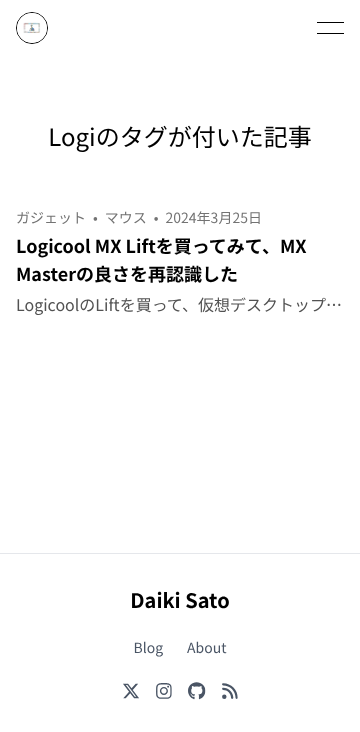 Logiのタグが付いた記事
ガジェット • マウス • 2024年3月25日
Logicool MX Liftを買ってみて、MX
Masterの良さを再認識した
LogicoolのLiftを買って、仮想デスクトップ…
Daiki Sato
Blog About